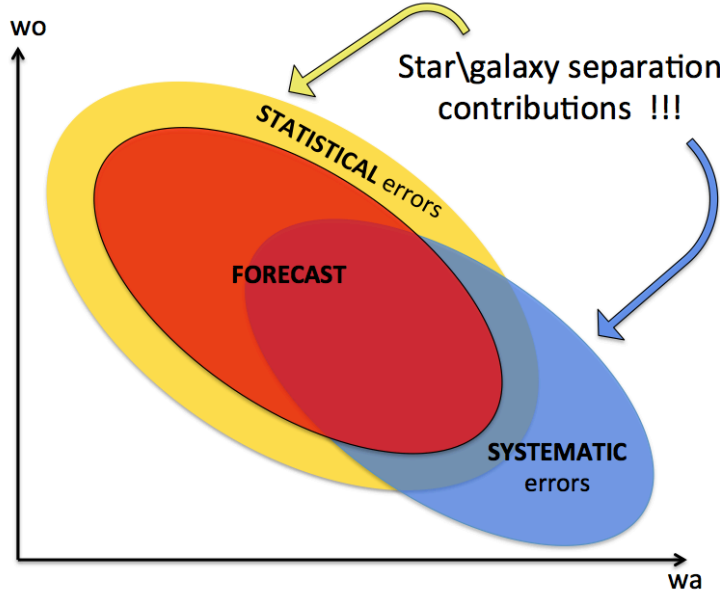 wo
Star\galaxy separation
contributions !!!
STATISTICAL errors
FORECAST
SYSTEMATIC
errors
wa